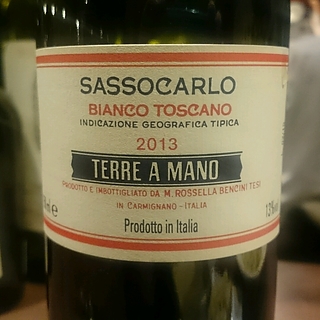 SASSOCARLO
BIANCO TOSCANO
INDICAZIONE GEOGRAFICA TIPICA
2013
TERRE A MANO
PRODOTTO E IMBOTTIGLIATO DA M. ROSSELLA BENCINI TESI
IN CARMIGNANO - ITALIA
Prodotto in Italia